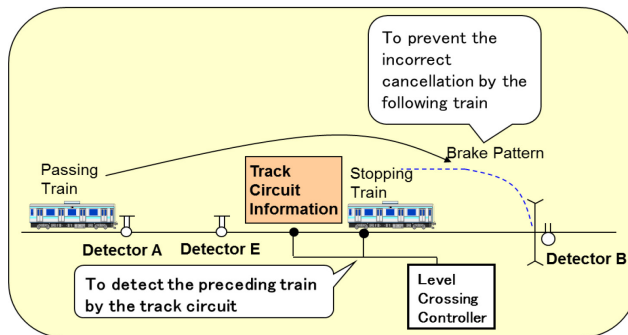 To prevent the
incorrect
cancellation by the
following train
Brake Pattern
Passing
Train
Track
Circuit
Information
Stopping
Train
Detector A
Detector E
Detector B
To detect the preceding train
by the track circuit
Level
Crossing
Controller